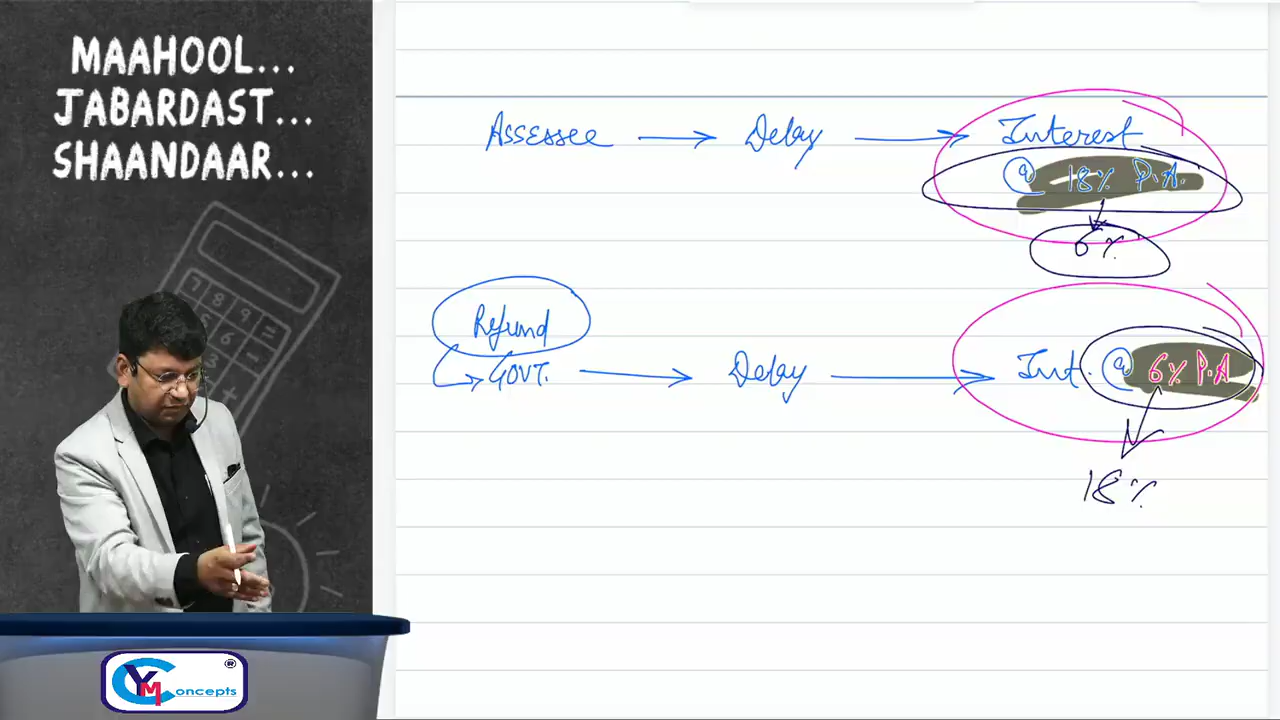 MAAHOOL...
JABARDAST...
SHAANDAAR...
Assessee → Delay → Interest
@ 18% P.A.
6%
Refund
GOVT. → Delay → Int. @ 6% P.A
18%
YM Concepts ®